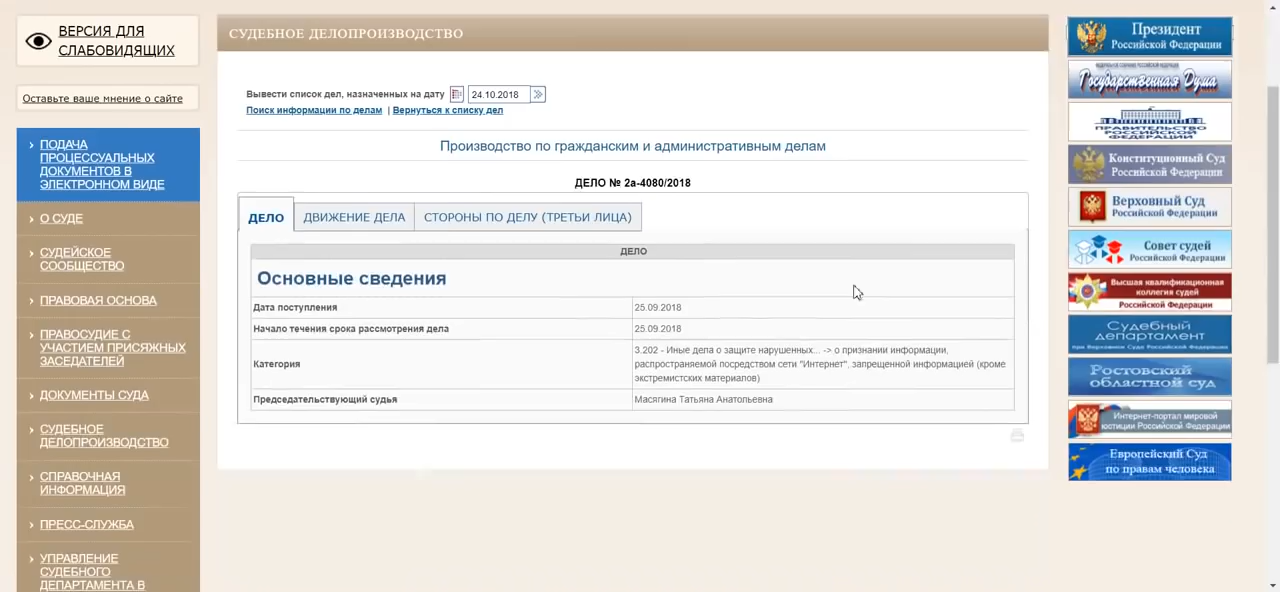 ВЕРСИЯ ДЛЯ
СЛАБОВИДЯЩИХ
Оставьте ваше мнение о сайте
ПОДАЧА
ПРОЦЕССУАЛЬНЫХ
ДОКУМЕНТОВ В
ЭЛЕКТРОННОМ ВИДЕ
О СУДЕ
СУДЕЙСКОЕ
СООБЩЕСТВО
ПРАВОВАЯ ОСНОВА
ПРАВОСУДИЕ С
УЧАСТИЕМ ПРИСЯЖНЫХ
ЗАСЕДАТЕЛЕЙ
ДОКУМЕНТЫ СУДА
СУДЕБНОЕ
ДЕЛОПРОИЗВОДСТВО
СПРАВОЧНАЯ
ИНФОРМАЦИЯ
ПРЕСС-СЛУЖБА
УПРАВЛЕНИЕ
СУДЕБНОГО
ДЕПАРТАМЕНТА В
СУДЕБНОЕ ДЕЛОПРОИЗВОДСТВО
Вывести список дел, назначенных на дату 24.10.2018
Поиск информации по делам | Вернуться к списку дел
Производство по гражданским и административным делам
ДЕЛО № 2а-4080/2018
ДЕЛО ДВИЖЕНИЕ ДЕЛА СТОРОНЫ ПО ДЕЛУ (ТРЕТЬИ ЛИЦА)
ДЕЛО
Основные сведения
Дата поступления 25.09.2018
Начало течения срока рассмотрения дела 25.09.2018
Категория 3.202 - Иные дела о защите нарушенных... -> о признании информации,
распространяемой посредством сети "Интернет", запрещенной информацией (кроме
экстремистских материалов)
Председательствующий судья Масягина Татьяна Анатольевна
Президент
Российской Федерации
Государственная Дума
ПРАВИТЕЛЬСТВО
РОССИЙСКОЙ
ФЕДЕРАЦИИ
Конституционный Суд
Российской Федерации
Верховный Суд
Российской Федерации
Совет судей
Российской Федерации
Высшая квалификационная
коллегия судей
Российской Федерации
Судебный
департамент
при Верховном Суде Российской Федерации
Ростовский
областной суд
Интернет-портал мировой
юстиции Российской Федерации
Европейский Суд
по правам человека